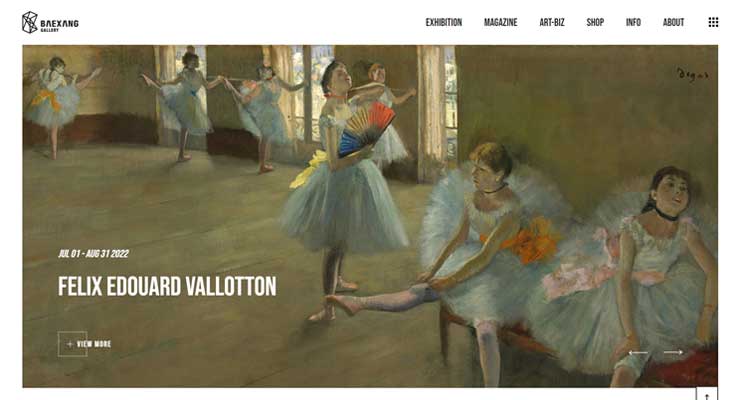 BAEXANG
GALLERY
EXHIBITION MAGAZINE ART-BIZ SHOP INFO ABOUT
Degas
JUL 01 - AUG 31 2022
FELIX EDOUARD VALLOTTON
VIEW MORE